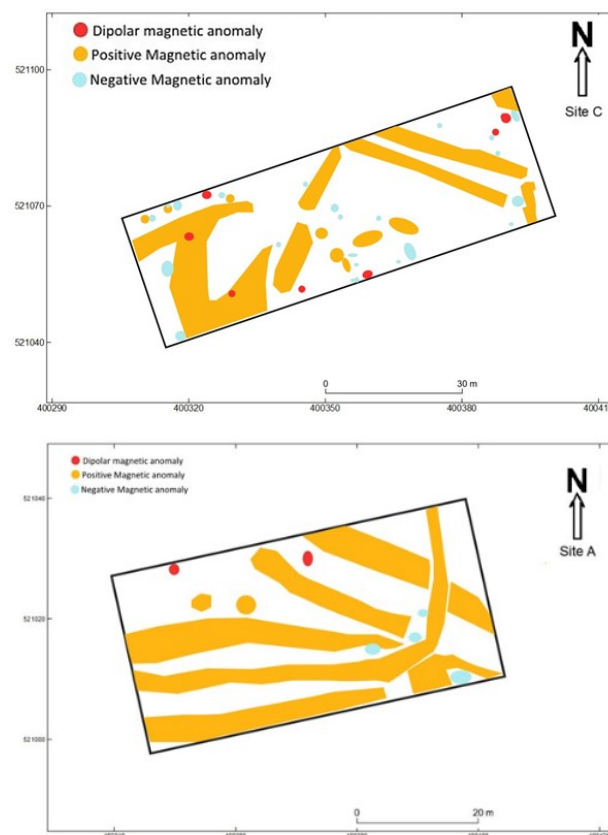 Dipolar magnetic anomaly
Positive Magnetic anomaly
Negative Magnetic anomaly
N
Site C
521100
521070
521040
0 30 m
400290 400320 400350 400380 400410
Dipolar magnetic anomaly
Positive Magnetic anomaly
Negative Magnetic anomaly
N
Site A
521040
521020
0 20 m